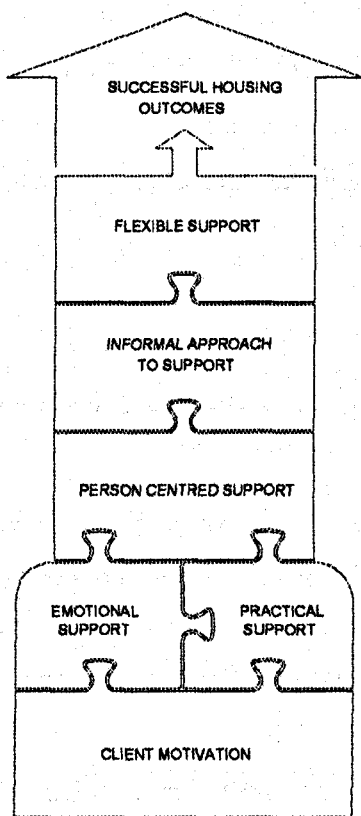 SUCCESSFUL HOUSING
OUTCOMES
FLEXIBLE SUPPORT
INFORMAL APPROACH
TO SUPPORT
PERSON CENTRED SUPPORT
EMOTIONAL
SUPPORT
PRACTICAL
SUPPORT
CLIENT MOTIVATION